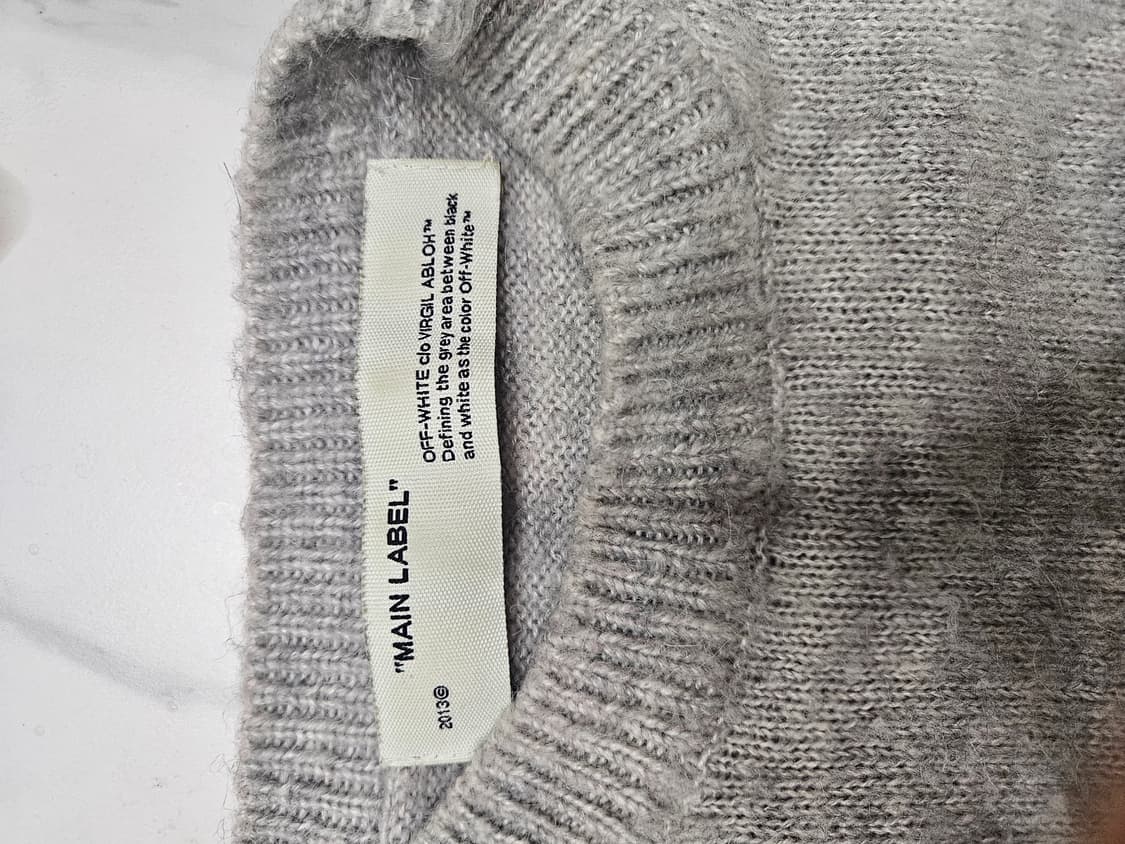 2013©
"MAIN LABEL"
OFF-WHITE c/o VIRGIL ABLOH™
Defining the grey area between black
and white as the color Off-White™